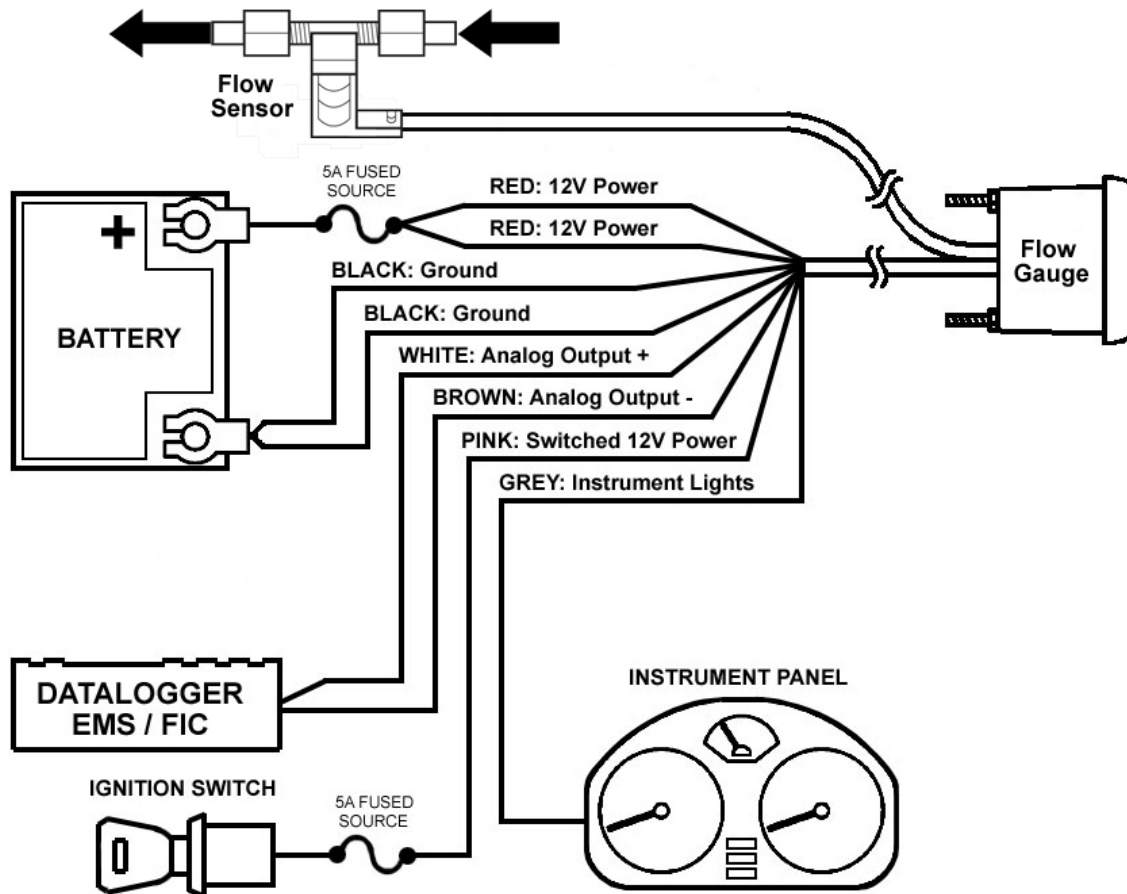 Flow
Sensor
5A FUSED
SOURCE
RED: 12V Power
RED: 12V Power
BLACK: Ground
BLACK: Ground
WHITE: Analog Output +
BROWN: Analog Output -
PINK: Switched 12V Power
GREY: Instrument Lights
Flow
Gauge
+
BATTERY
DATALOGGER
EMS / FIC
INSTRUMENT PANEL
IGNITION SWITCH
5A FUSED
SOURCE